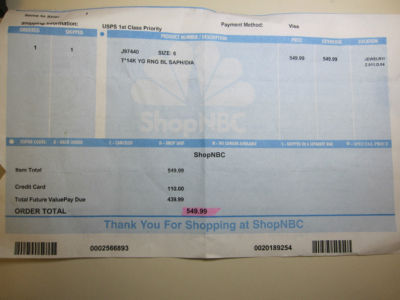 Shopping Information:
USPS 1st Class Priority
Payment Method:
Visa
ORDERED
SHIPPED
PRODUCT NUMBER / DESCRIPTION
PRICE
EXTENDED
LOCATION
1
1
J97440
SIZE: 6
549.99
549.99
T*14K YG RNG BL SAPH/DIA
ShopNBC
ShopNBC
Item Total
549.99
Credit Card
110.00
Total Future ValuePay Due
439.99
ORDER TOTAL
549.99
Thank You For Shopping at ShopNBC
0002566893
0020189254